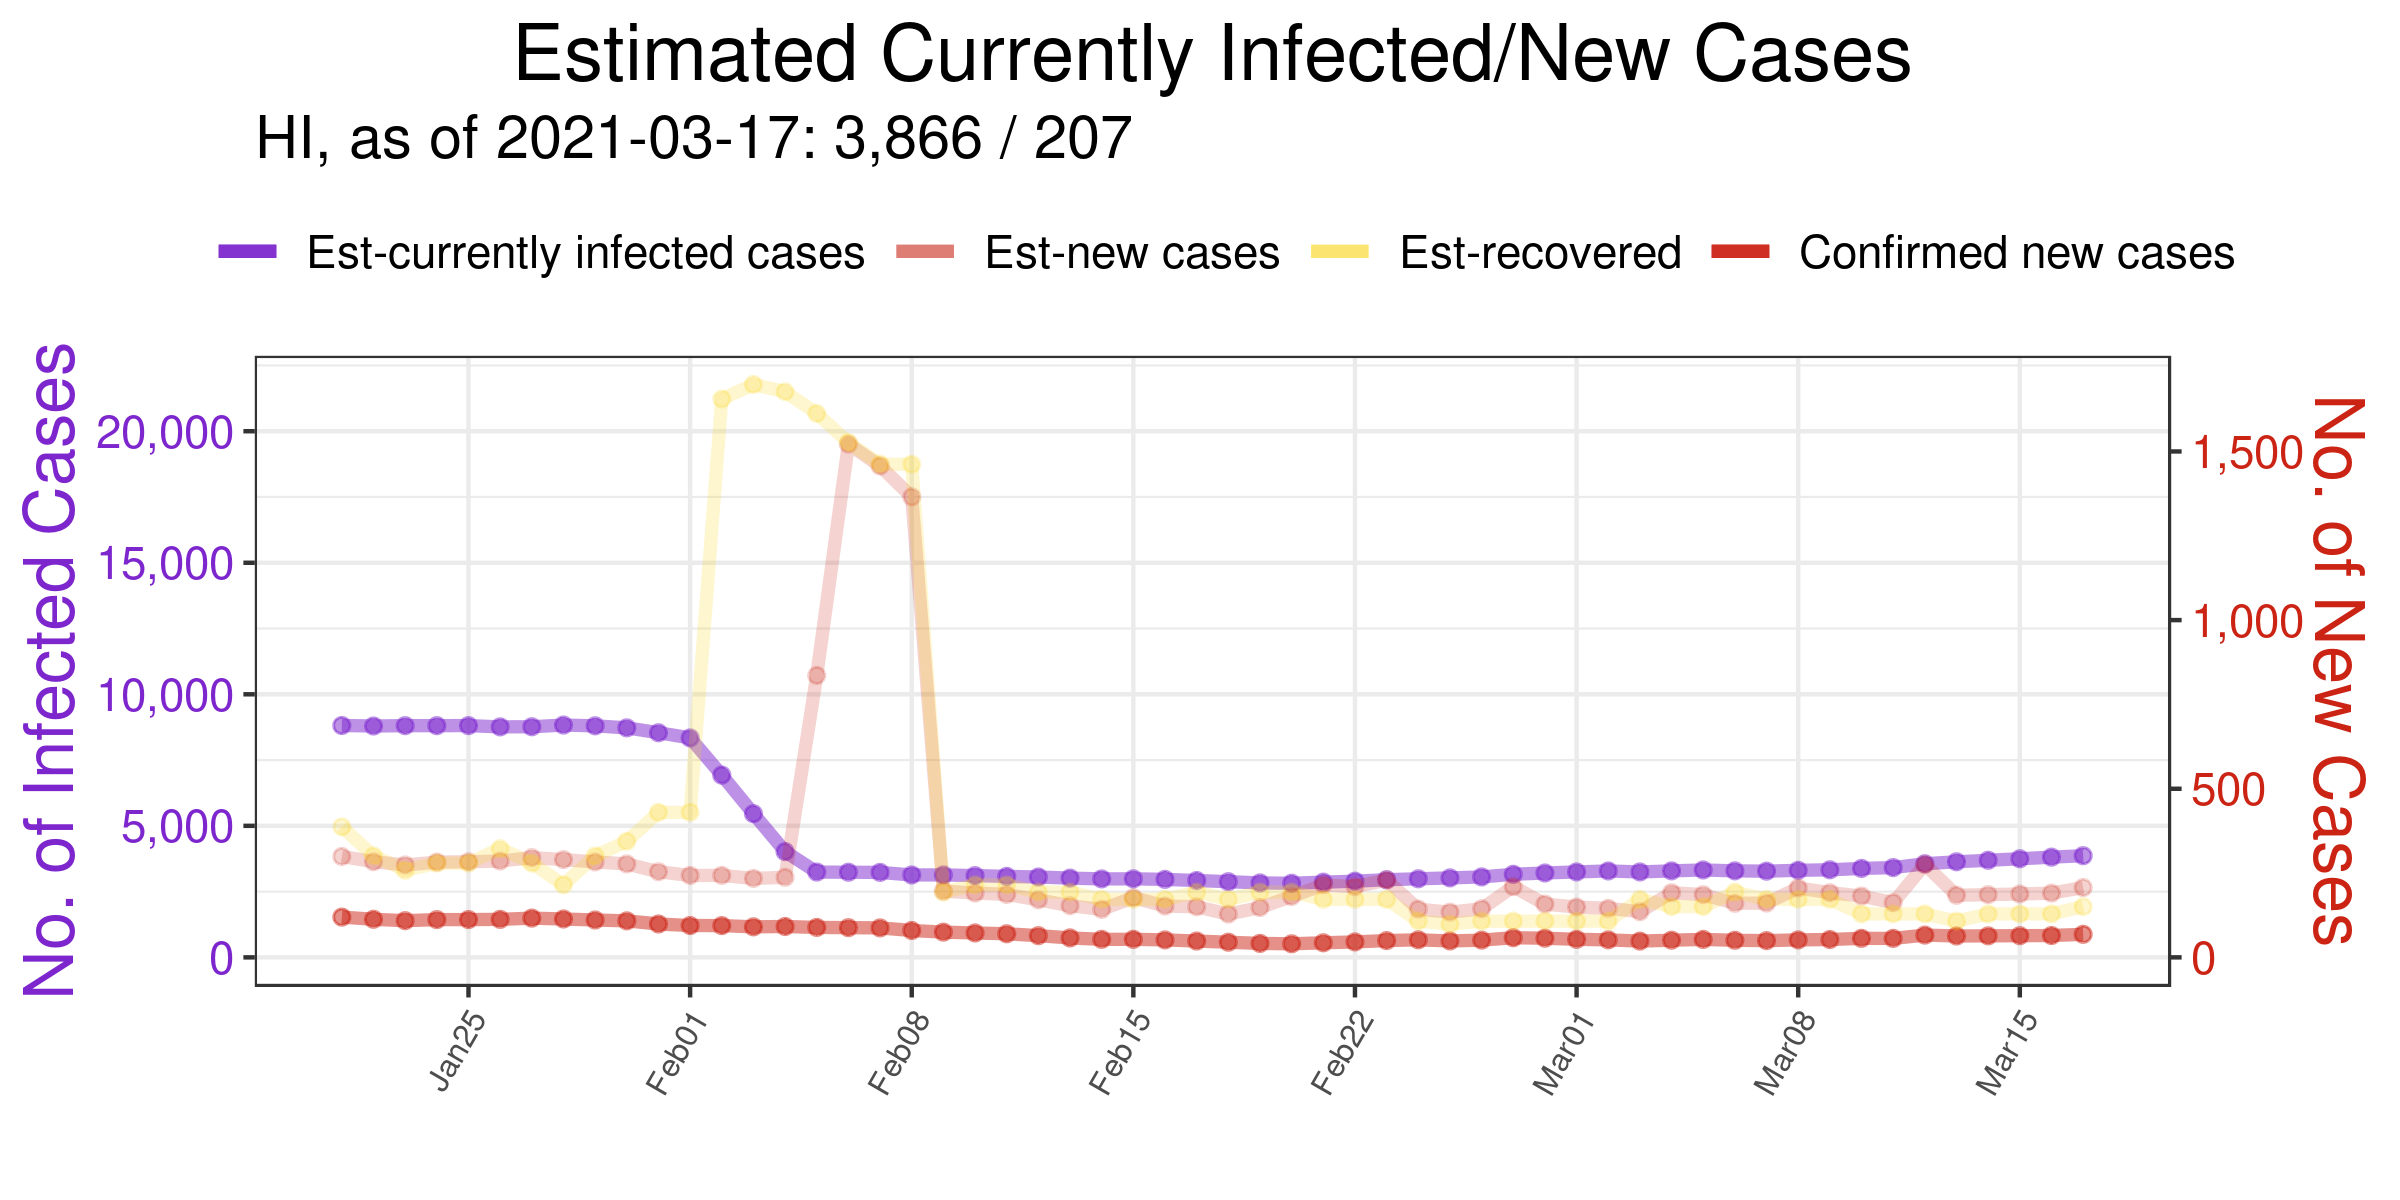 Estimated Currently Infected/New Cases
HI, as of 2021-03-17: 3,866 / 207
Est-currently infected cases
Est-new cases
Est-recovered
Confirmed new cases
No. of Infected Cases
20,000
15,000
10,000
5,000
0
No. of New Cases
1,500
1,000
500
0
Jan25
Feb01
Feb08
Feb15
Feb22
Mar01
Mar08
Mar15